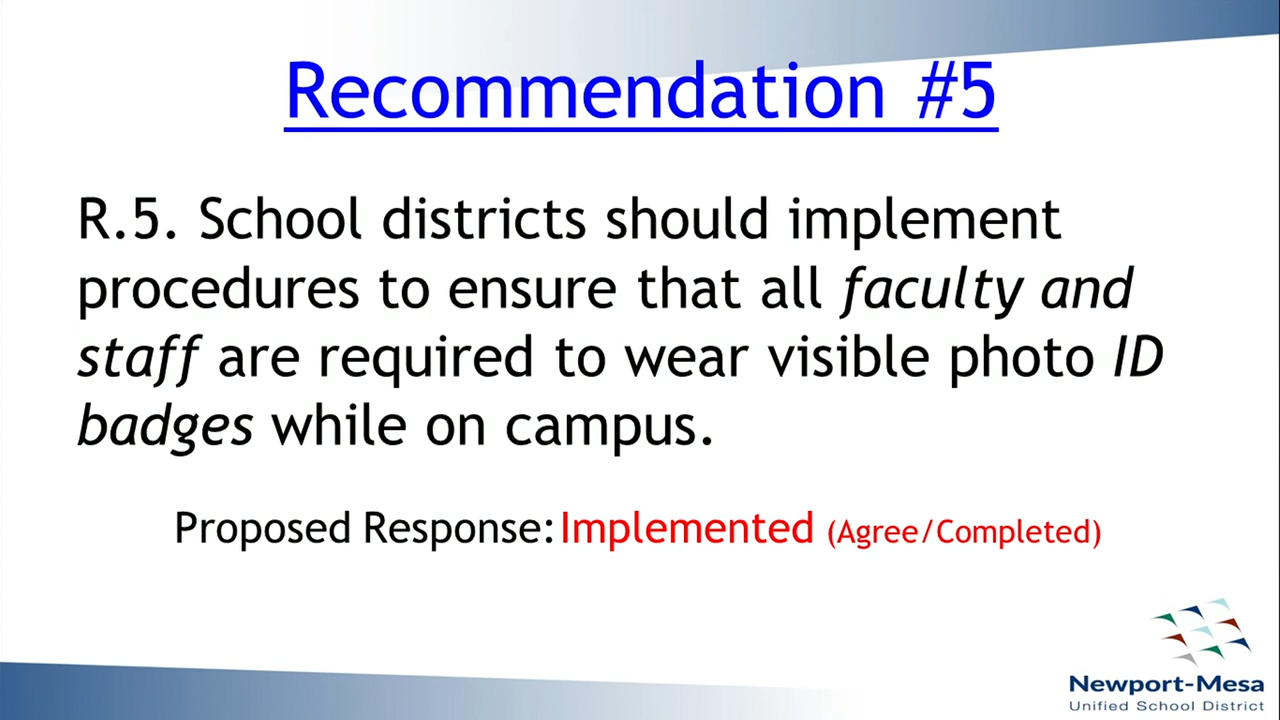 Recommendation #5
R.5. School districts should implement
procedures to ensure that all faculty and
staff are required to wear visible photo ID
badges while on campus.
Proposed Response: Implemented (Agree/Completed)
Newport-Mesa
Unified School District